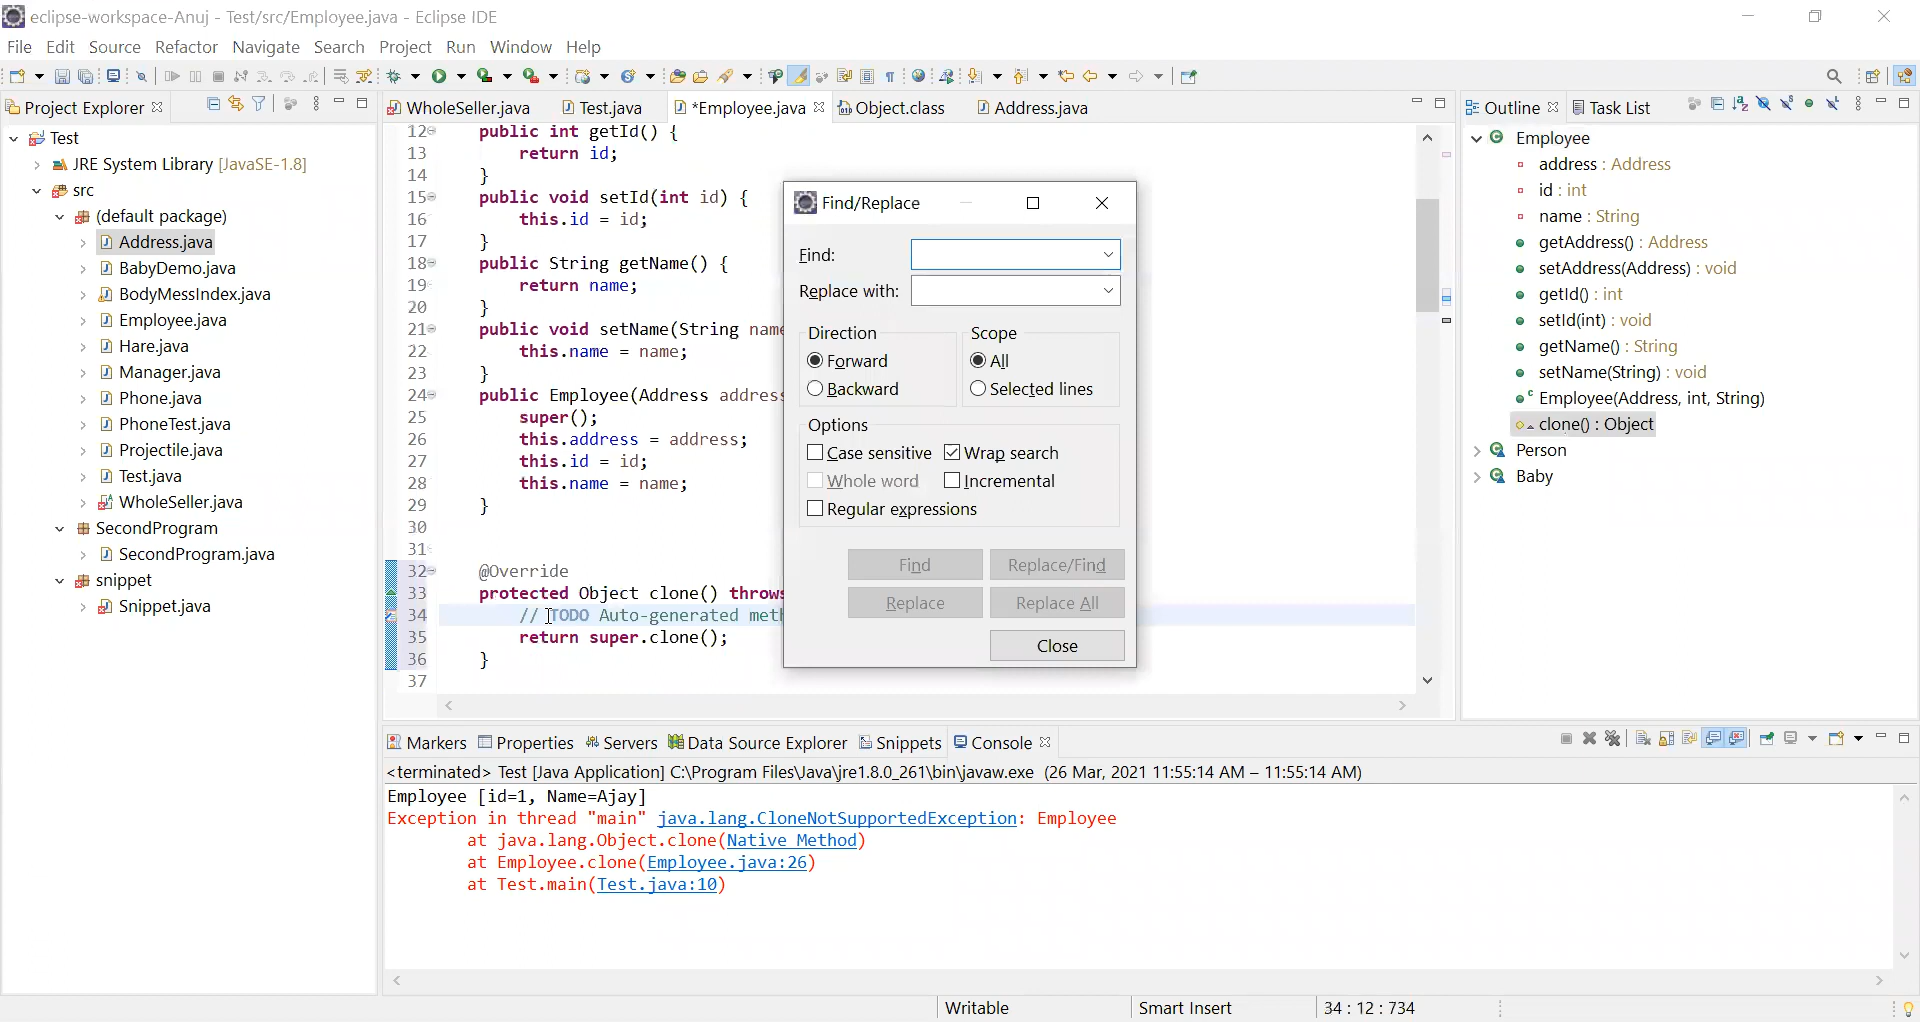 eclipse-workspace-Anuj - Test/src/Employee.java - Eclipse IDE
File Edit Source Refactor Navigate Search Project Run Window Help
Project Explorer
Test
JRE System Library [JavaSE-1.8]
src
(default package)
Address.java
BabyDemo.java
BodyMessIndex.java
Employee.java
Hare.java
Manager.java
Phone.java
PhoneTest.java
Projectile.java
Test.java
WholeSeller.java
SecondProgram
SecondProgram.java
snippet
Snippet.java
WholeSeller.java Test.java *Employee.java Object.class Address.java
12 public int getId() {
13 return id;
14 }
15 public void setId(int id) {
16 this.id = id;
17 }
18 public String getName() {
19 return name;
20 }
21 public void setName(String name
22 this.name = name;
23 }
24 public Employee(Address addres
25 super();
26 this.address = address;
27 this.id = id;
28 this.name = name;
29 }
30
31
32 @Override
33 protected Object clone() throws
34 // TODO Auto-generated meth
35 return super.clone();
36 }
37
Find/Replace
Find:
Replace with:
Direction Scope
Forward All
Backward Selected lines
Options
Case sensitive Wrap search
Whole word Incremental
Regular expressions
Find Replace/Find
Replace Replace All
Close
Outline Task List
Employee
address : Address
id : int
name : String
getAddress() : Address
setAddress(Address) : void
getId() : int
setId(int) : void
getName() : String
setName(String) : void
Employee(Address, int, String)
clone() : Object
Person
Baby
Markers Properties Servers Data Source Explorer Snippets Console
<terminated> Test [Java Application] C:\Program Files\Java\jre1.8.0_261\bin\javaw.exe (26 Mar, 2021 11:55:14 AM – 11:55:14 AM)
Employee [id=1, Name=Ajay]
Exception in thread "main" java.lang.CloneNotSupportedException: Employee
at java.lang.Object.clone(Native Method)
at Employee.clone(Employee.java:26)
at Test.main(Test.java:10)
Writable Smart Insert 34 : 12 : 734